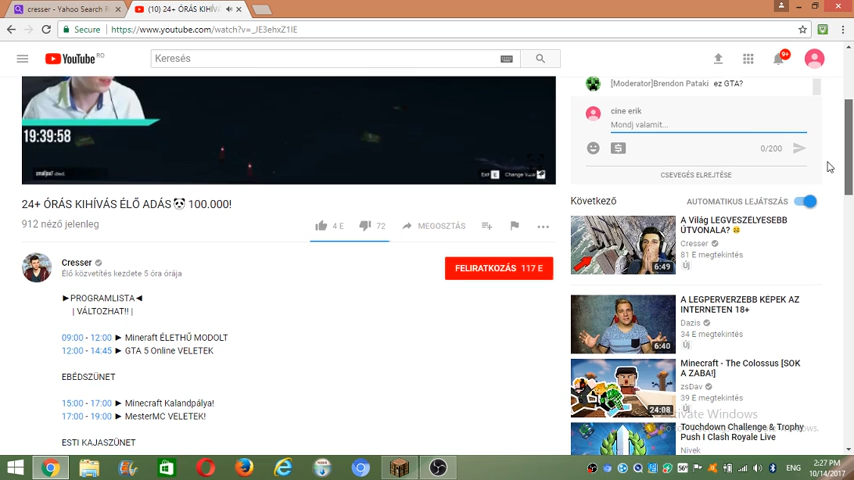 cresser - Yahoo Search R
(10) 24+ ÓRÁS KIHÍV
Secure
https://www.youtube.com/watch?v=_IE3ehxZ1IE
YouTube RO
Keresés
9+
[Moderator]Brendon Pataki ez GTA?
cine erik
Mondj valamit...
0/200
CSEVEGÉS ELREJTÉSE
19:39:58
Exit E
24+ ÓRÁS KIHÍVÁS ÉLŐ ADÁS🐼 100.000!
912 néző jelenleg
4 E
72
MEGOSZTÁS
Cresser
Élő közvetítés kezdete 5 óra órája
FELIRATKOZÁS 117 E
►PROGRAMLISTA◄
| VÁLTOZHAT!! |
09:00 - 12:00 ► Mineraft ÉLETHŰ MODOLT
12:00 - 14:45 ► GTA 5 Online VELETEK
EBÉDSZÜNET
15:00 - 17:00 ► Minecraft Kalandpálya!
17:00 - 19:00 ► MesterMC VELETEK!
ESTI KAJASZÜNET
Következő
AUTOMATIKUS LEJÁTSZÁS
A Világ LEGVESZÉLYESEBB
ÚTVONALA? 😟
Cresser
81 E megtekintés
Új
6:49
A LEGPERVERZEBB KÉPEK AZ
INTERNETEN 18+
Dazis
34 E megtekintés
Új
6:40
Minecraft - The Colossus [SOK
A ZABA!]
zsDav
39 E megtekintés
Új
24:08
Activate Windows
Touchdown Challenge & Trophy
Push I Clash Royale Live
Nivek
56°
ENG
2:27 PM
10/14/2017